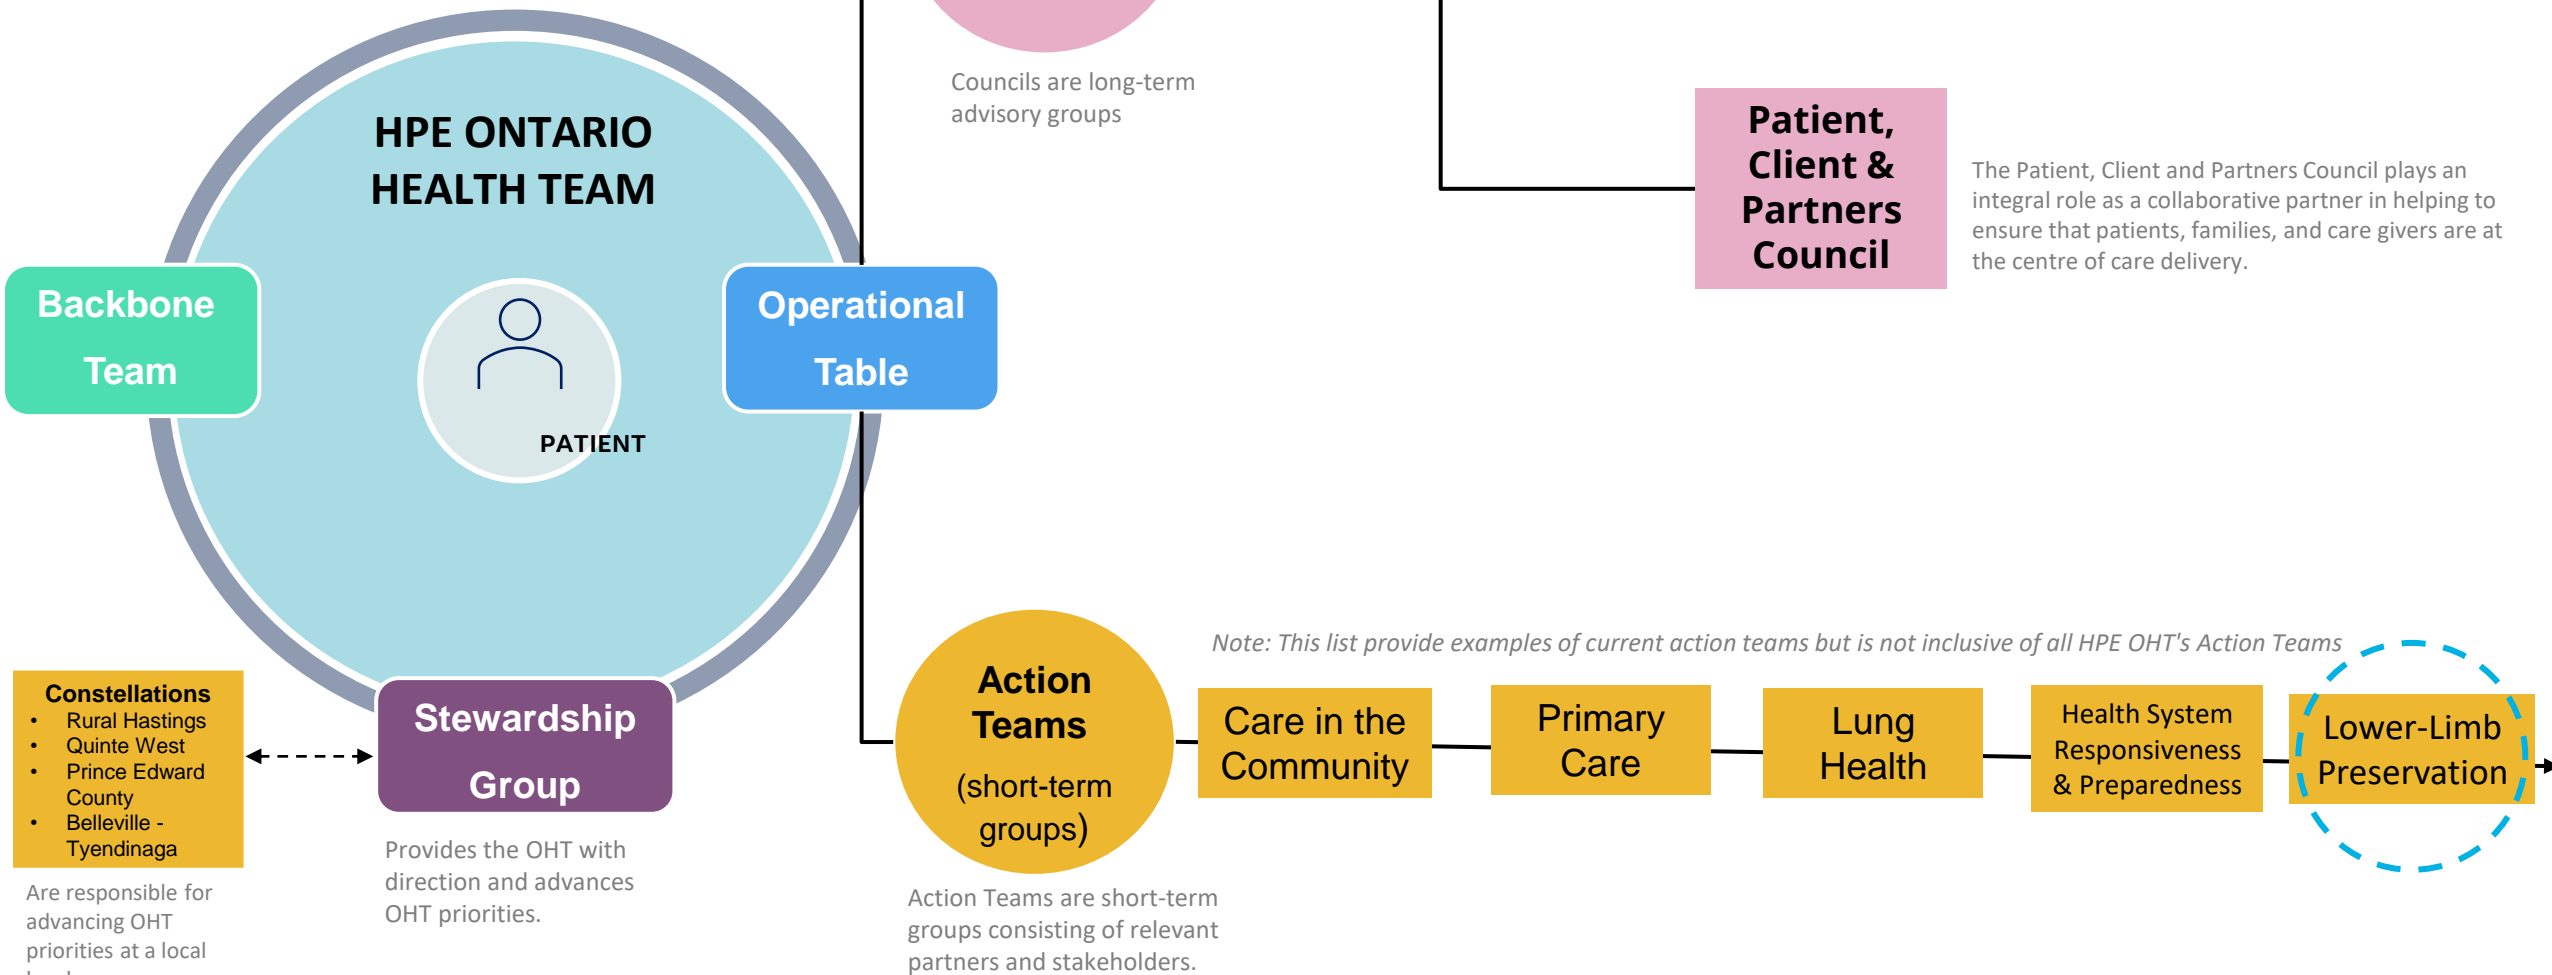 HPE ONTARIO
HEALTH TEAM
Backbone
Team
PATIENT
Operational
Table
Councils are long-term
advisory groups
Patient,
Client &
Partners
Council
The Patient, Client and Partners Council plays an
integral role as a collaborative partner in helping to
ensure that patients, families, and care givers are at
the centre of care delivery.
Constellations
• Rural Hastings
• Quinte West
• Prince Edward
County
• Belleville -
Tyendinaga
Are responsible for
advancing OHT
priorities at a local
Stewardship
Group
Provides the OHT with
direction and advances
OHT priorities.
Action
Teams
(short-term
groups)
Action Teams are short-term
groups consisting of relevant
partners and stakeholders.
Note: This list provide examples of current action teams but is not inclusive of all HPE OHT's Action Teams
Care in the
Community
Primary
Care
Lung
Health
Health System
Responsiveness
& Preparedness
Lower-Limb
Preservation